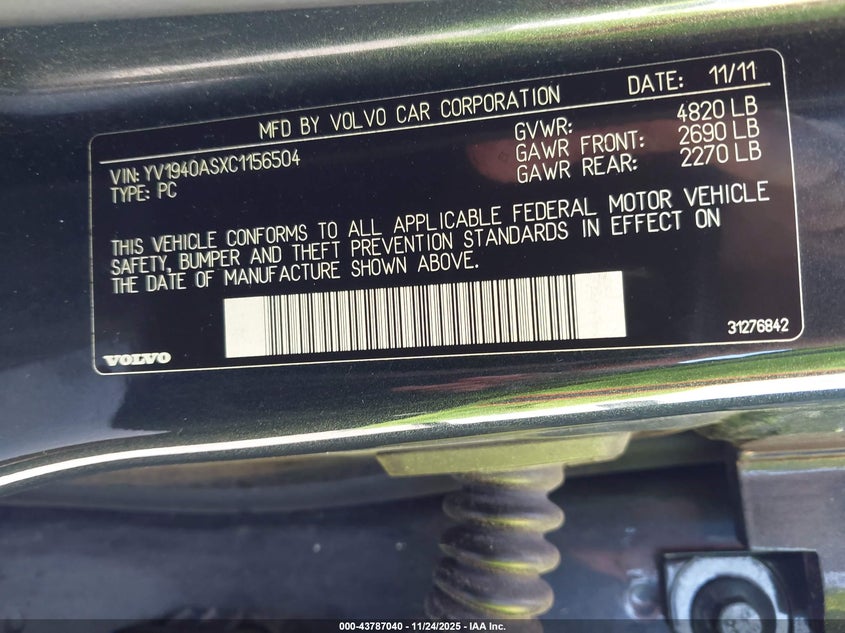 MFD BY VOLVO CAR CORPORATION DATE: 11/11
VIN: YV1940ASXC1156504 GVWR: 4820 LB
TYPE: PC GAWR FRONT: 2690 LB
GAWR REAR: 2270 LB
THIS VEHICLE CONFORMS TO ALL APPLICABLE FEDERAL MOTOR VEHICLE
SAFETY, BUMPER AND THEFT PREVENTION STANDARDS IN EFFECT ON
THE DATE OF MANUFACTURE SHOWN ABOVE.
31276842
VOLVO
000-43787040 - 11/24/2025 - IAA Inc.